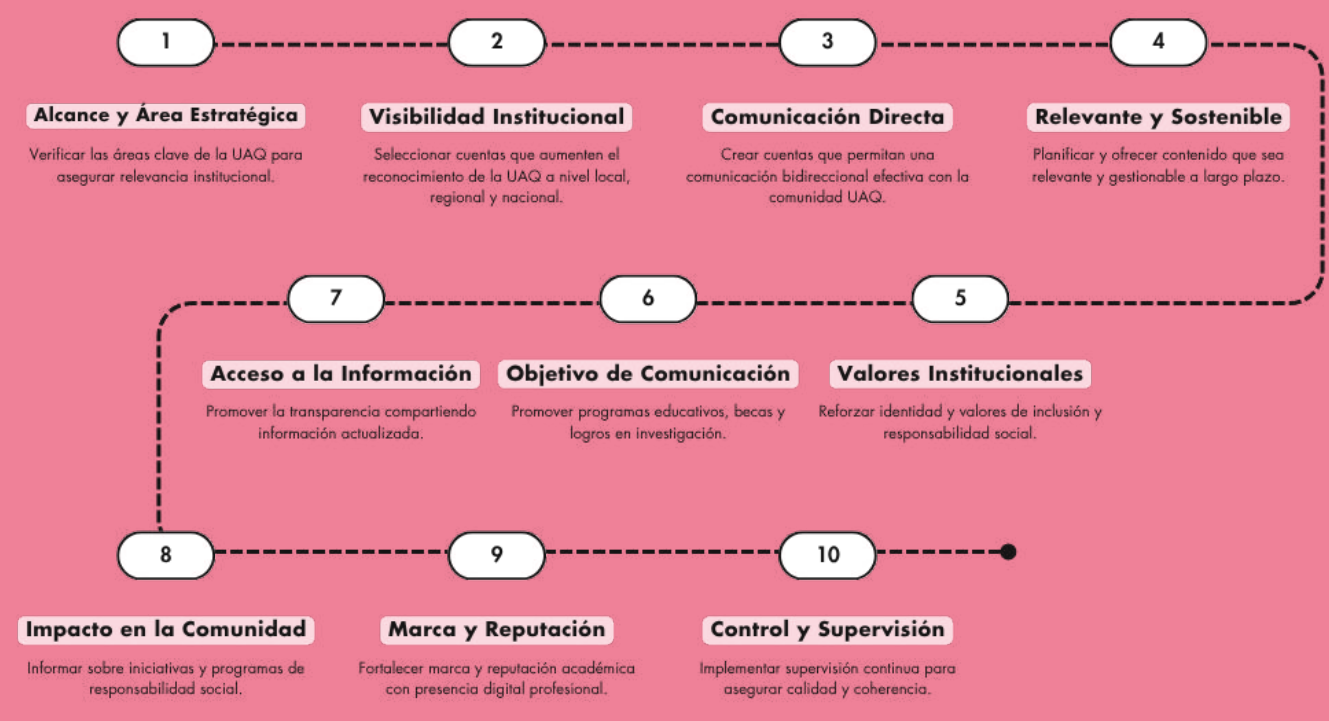 1
Alcance y Área Estratégica
Verificar las áreas clave de la UAQ para
asegurar relevancia institucional.
2
Visibilidad Institucional
Seleccionar cuentas que aumenten el
reconocimiento de la UAQ a nivel local,
regional y nacional.
3
Comunicación Directa
Crear cuentas que permitan una
comunicación bidireccional efectiva con la
comunidad UAQ.
4
Relevante y Sostenible
Planificar y ofrecer contenido que sea
relevante y gestionable a largo plazo.
5
Valores Institucionales
Reforzar identidad y valores de inclusión y
responsabilidad social.
6
Objetivo de Comunicación
Promover programas educativos, becas y
logros en investigación.
7
Acceso a la Información
Promover la transparencia compartiendo
información actualizada.
8
Impacto en la Comunidad
Informar sobre iniciativas y programas de
responsabilidad social.
9
Marca y Reputación
Fortalecer marca y reputación académica
con presencia digital profesional.
10
Control y Supervisión
Implementar supervisión continua para
asegurar calidad y coherencia.